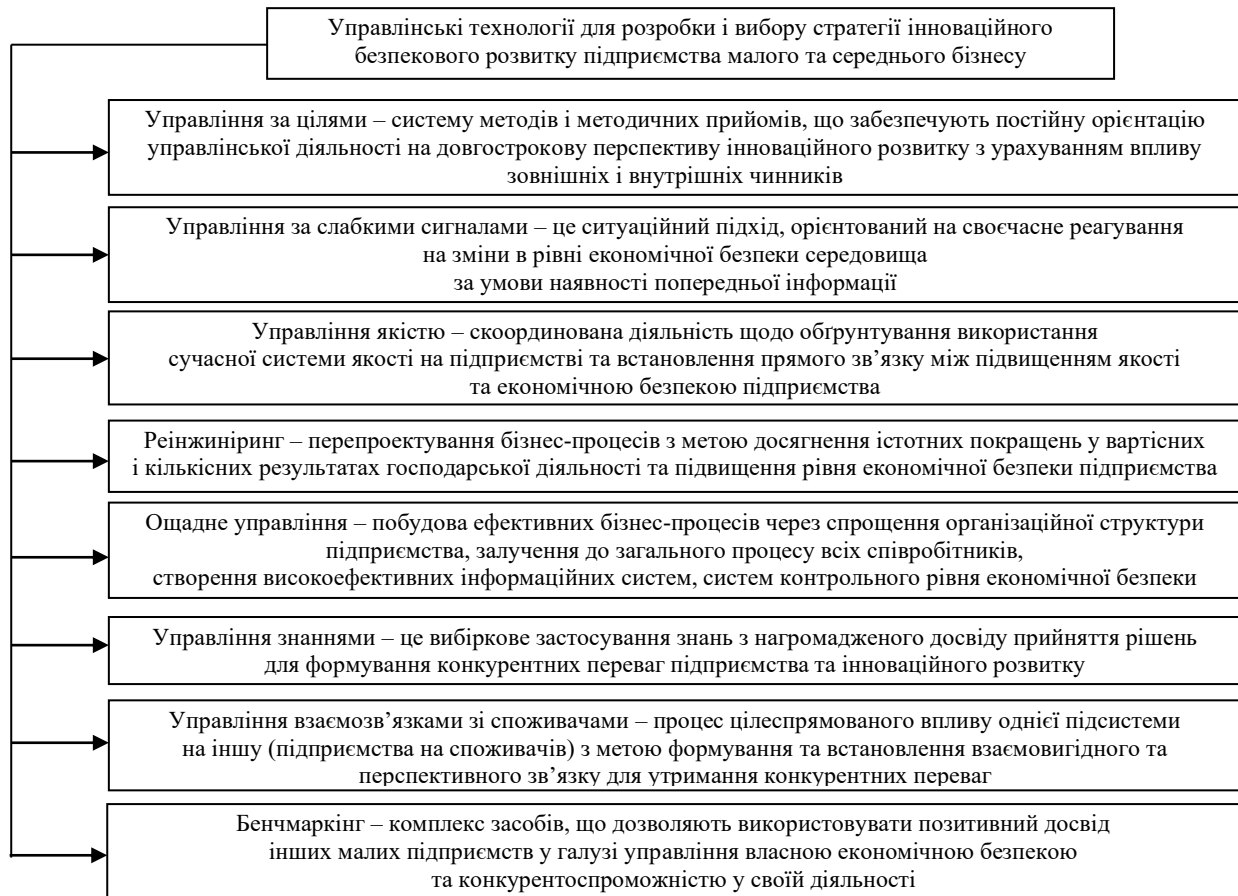 Управлінські технології для розробки і вибору стратегії інноваційного
безпекового розвитку підприємства малого та середнього бізнесу
Управління за цілями – систему методів і методичних прийомів, що забезпечують постійну орієнтацію
управлінської діяльності на довгострокову перспективу інноваційного розвитку з урахуванням впливу
зовнішніх і внутрішніх чинників
Управління за слабкими сигналами – це ситуаційний підхід, орієнтований на своєчасне реагування
на зміни в рівні економічної безпеки середовища
за умови наявності попередньої інформації
Управління якістю – скоординована діяльність щодо обґрунтування використання
сучасної системи якості на підприємстві та встановлення прямого зв’язку між підвищенням якості
та економічною безпекою підприємства
Реінжиніринг – перепроектування бізнес-процесів з метою досягнення істотних покращень у вартісних
і кількісних результатах господарської діяльності та підвищення рівня економічної безпеки підприємства
Ощадне управління – побудова ефективних бізнес-процесів через спрощення організаційної структури
підприємства, залучення до загального процесу всіх співробітників,
створення високоефективних інформаційних систем, систем контрольного рівня економічної безпеки
Управління знаннями – це вибіркове застосування знань з нагромадженого досвіду прийняття рішень
для формування конкурентних переваг підприємства та інноваційного розвитку
Управління взаємозв’язками зі споживачами – процес цілеспрямованого впливу однієї підсистеми
на іншу (підприємства на споживачів) з метою формування та встановлення взаємовигідного та
перспективного зв’язку для утримання конкурентних переваг
Бенчмаркінг – комплекс засобів, що дозволяють використовувати позитивний досвід
інших малих підприємств у галузі управління власною економічною безпекою
та конкурентоспроможністю у своїй діяльності